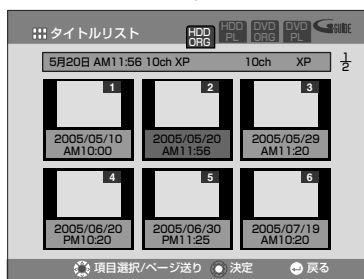 タイトルリスト
HDD ORG
HDD PL
DVD ORG
DVD PL
G GUIDE
5月20日 AM11:56 10ch XP 10ch XP
1/2
1 2 3
2005/05/10 2005/05/20 2005/05/29
AM10:00 AM11:56 AM11:20
4 5 6
2005/06/20 2005/06/30 2005/07/19
PM10:20 PM11:25 AM10:20
項目選択/ページ送り 決定 戻る